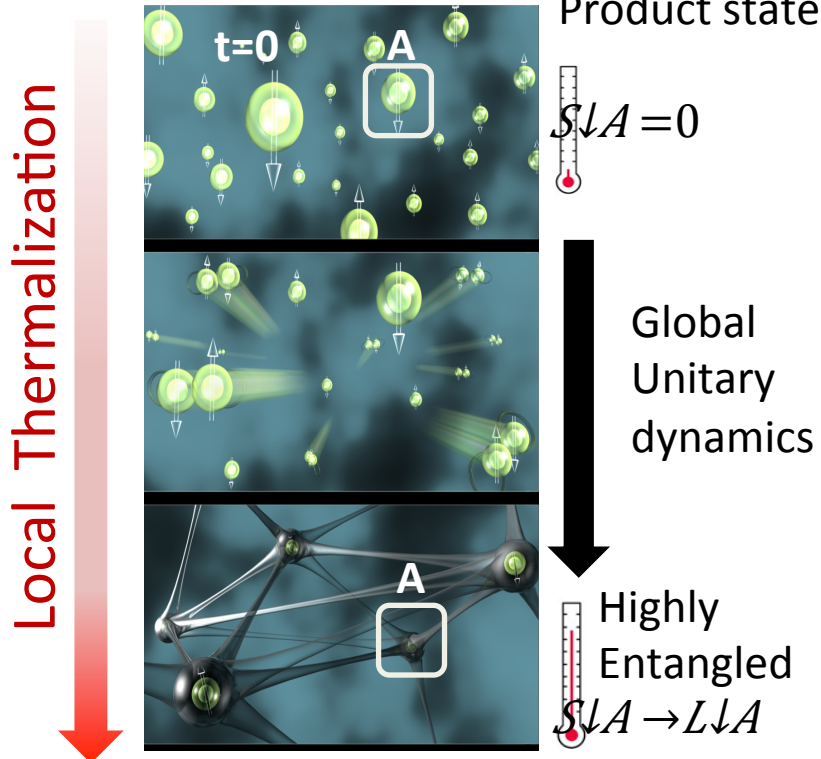 Product state
t=0
A
S↓A =0
Local Thermalization
Global
Unitary
dynamics
A
Highly
Entangled
S↓A →L↓A